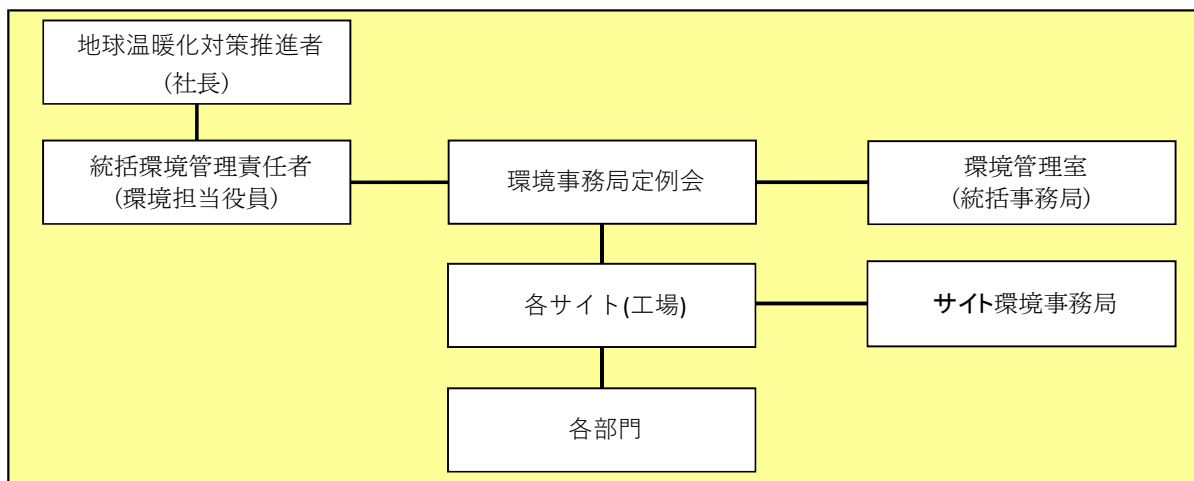 地球温暖化対策推進者
(社長)
統括環境管理責任者
(環境担当役員)
環境事務局定例会
環境管理室
(統括事務局)
各サイト(工場)
サイト環境事務局
各部門